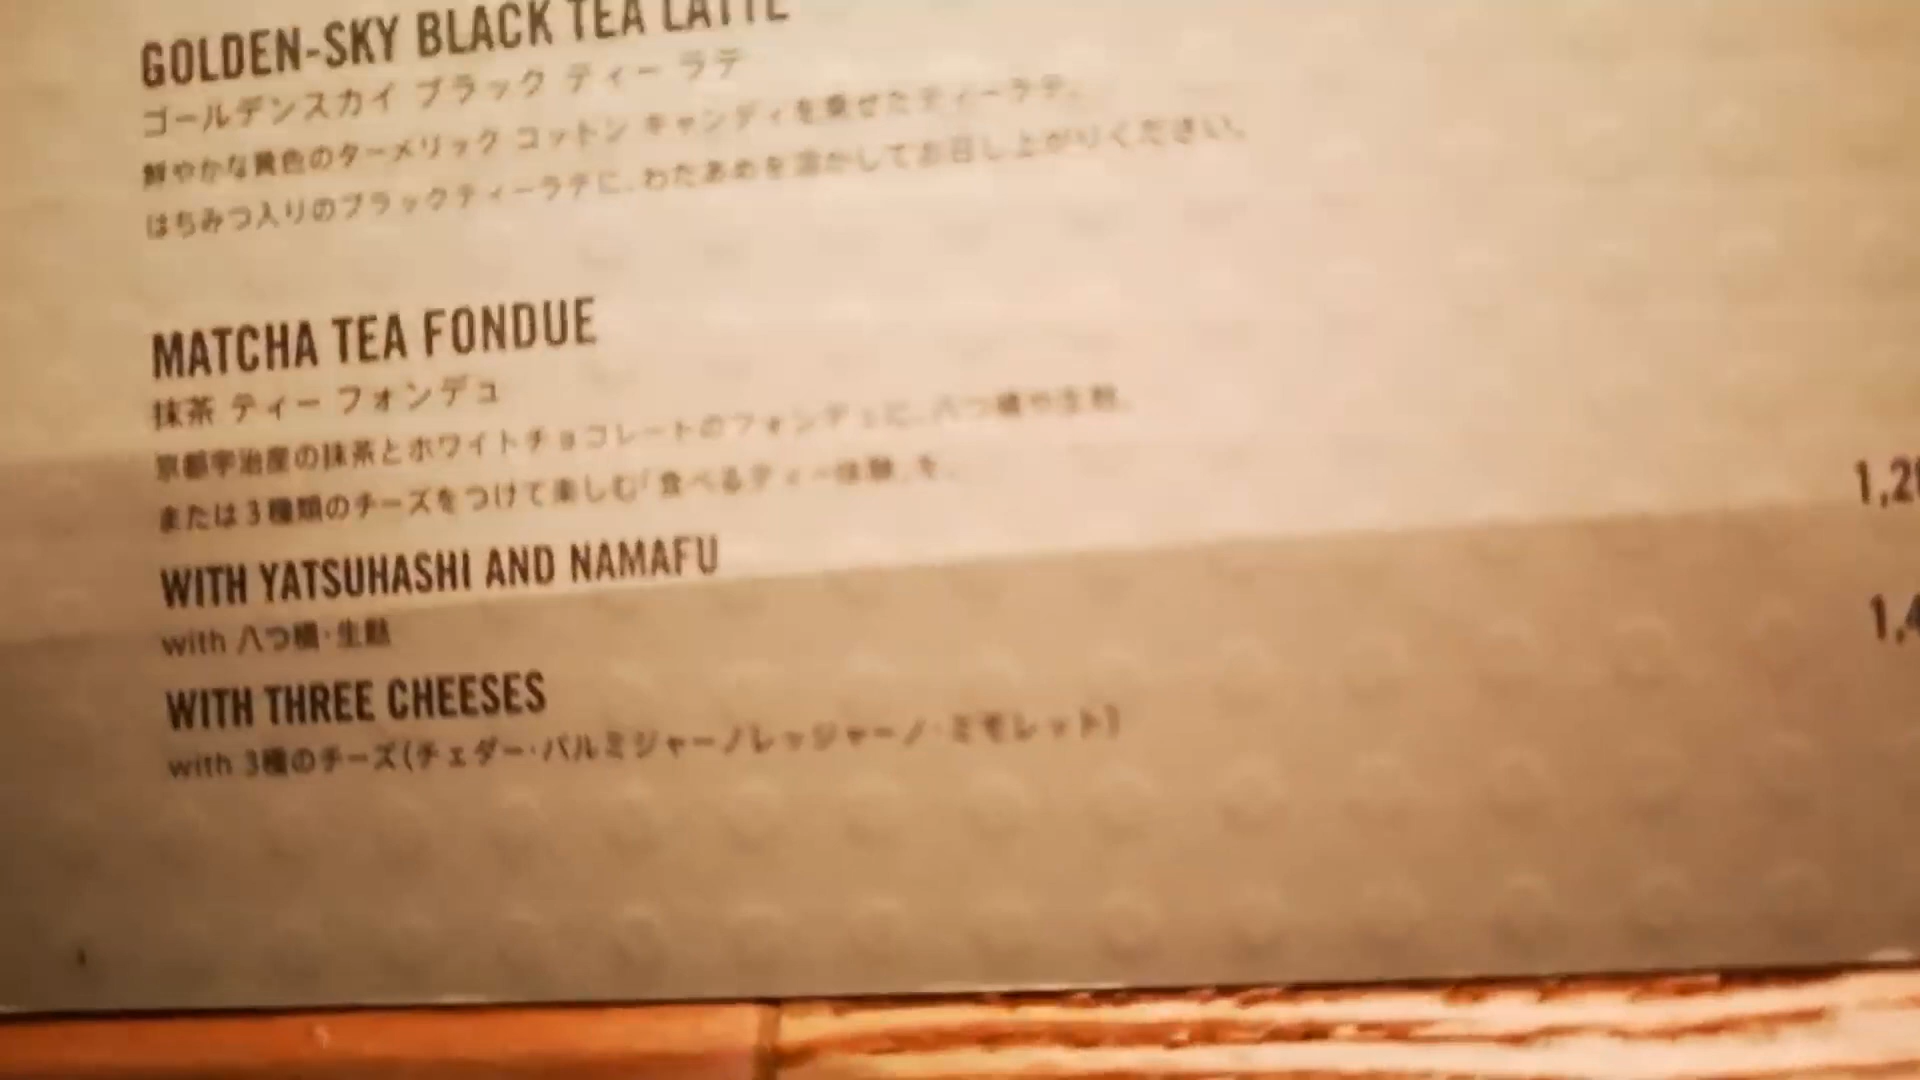 GOLDEN-SKY BLACK TEA LATTE
ゴールデンスカイ ブラック ティー ラテ
鮮やかな黄色のターメリック コットン キャンディを乗せたティーラテ。
はちみつ入りのブラックティーラテに、わたあめを溶かしてお召し上がりください。
MATCHA TEA FONDUE
抹茶 ティー フォンデュ
京都宇治産の抹茶とホワイトチョコレートのフォンデュに、八つ橋や生麩、
または3種類のチーズをつけて楽しむ「食べるティー体験」を。
1,2
WITH YATSUHASHI AND NAMAFU
with 八つ橋・生麩
1,4
WITH THREE CHEESES
with 3種のチーズ(チェダー・パルミジャーノレッジャーノ・ミモレット)